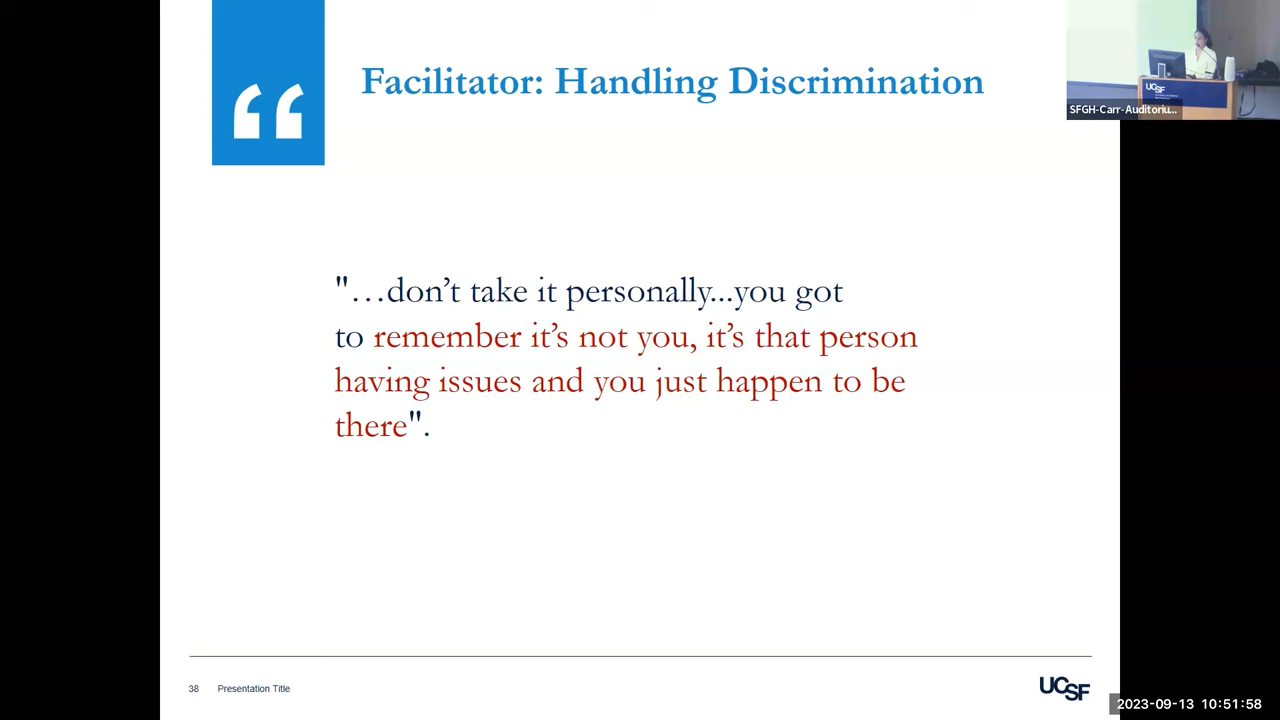 “
Facilitator: Handling Discrimination
UCSF
SFGH-Carr-Auditoriu...
"…don’t take it personally...you got
to remember it’s not you, it’s that person
having issues and you just happen to be
there".
38 Presentation Title
UCSF
2023-09-13 10:51:58